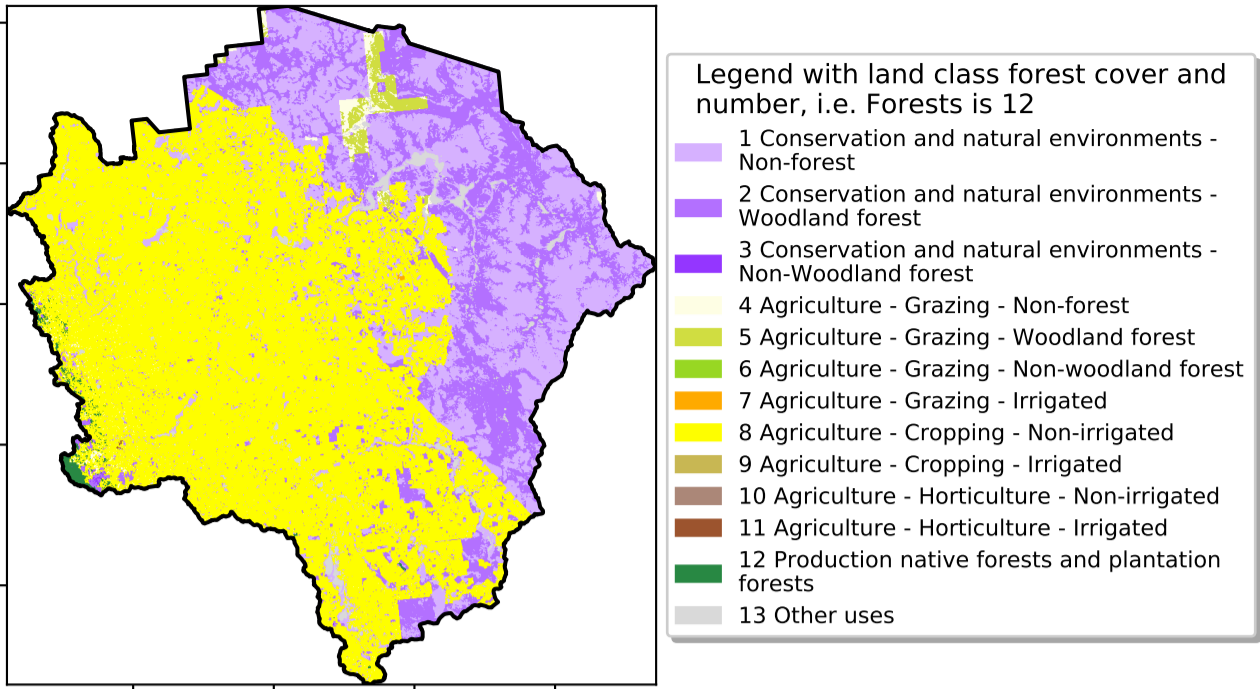 Legend with land class forest cover and
number, i.e. Forests is 12
1 Conservation and natural environments -
Non-forest
2 Conservation and natural environments -
Woodland forest
3 Conservation and natural environments -
Non-Woodland forest
4 Agriculture - Grazing - Non-forest
5 Agriculture - Grazing - Woodland forest
6 Agriculture - Grazing - Non-woodland forest
7 Agriculture - Grazing - Irrigated
8 Agriculture - Cropping - Non-irrigated
9 Agriculture - Cropping - Irrigated
10 Agriculture - Horticulture - Non-irrigated
11 Agriculture - Horticulture - Irrigated
12 Production native forests and plantation
forests
13 Other uses